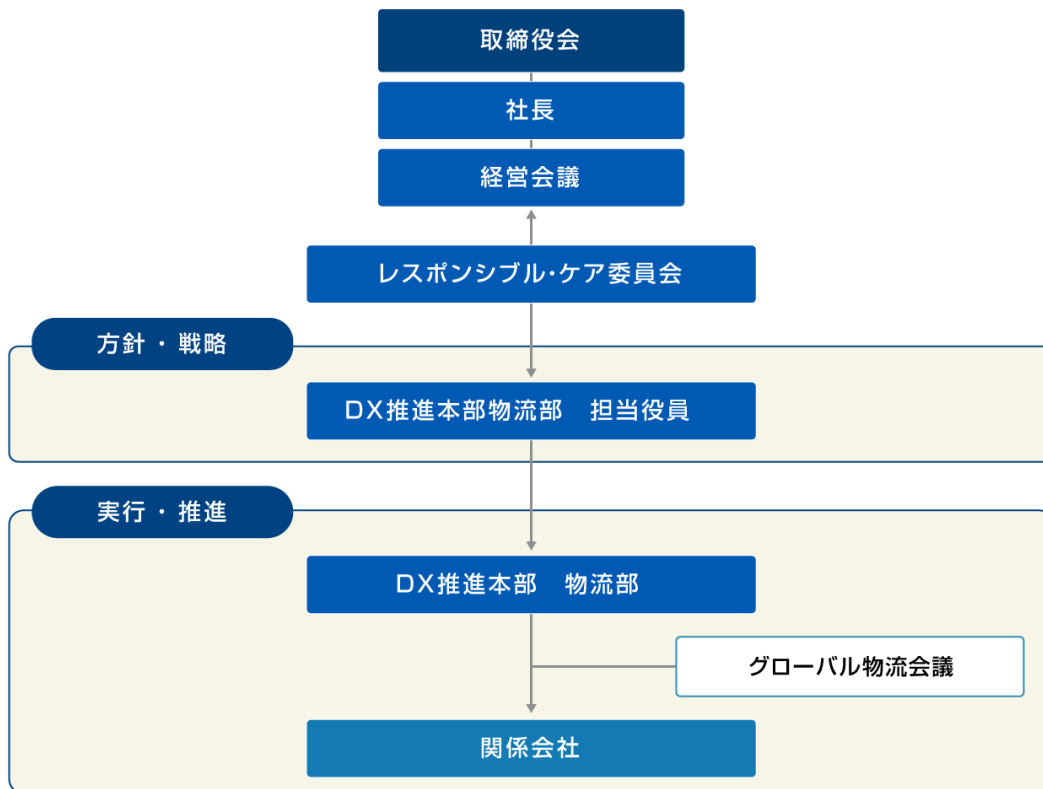 取締役会
社長
経営会議
レスポンシブル・ケア委員会
方針・戦略
DX推進本部物流部　担当役員
実行・推進
DX推進本部　物流部
グローバル物流会議
関係会社